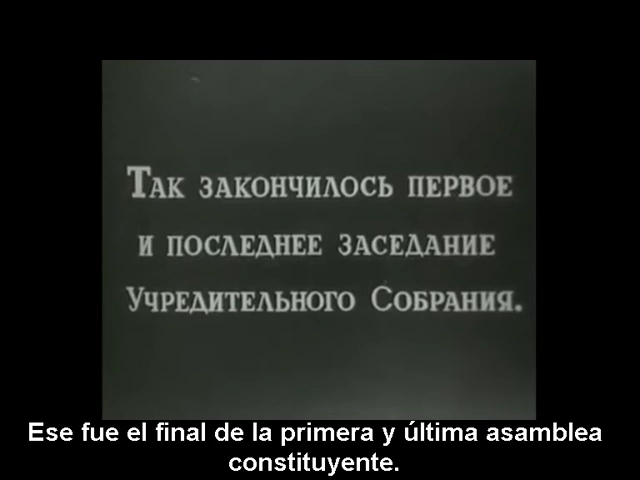 Так закончилось первое
и последнее заседание
Учредительного Собрания.
Ese fue el final de la primera y última asamblea
constituyente.